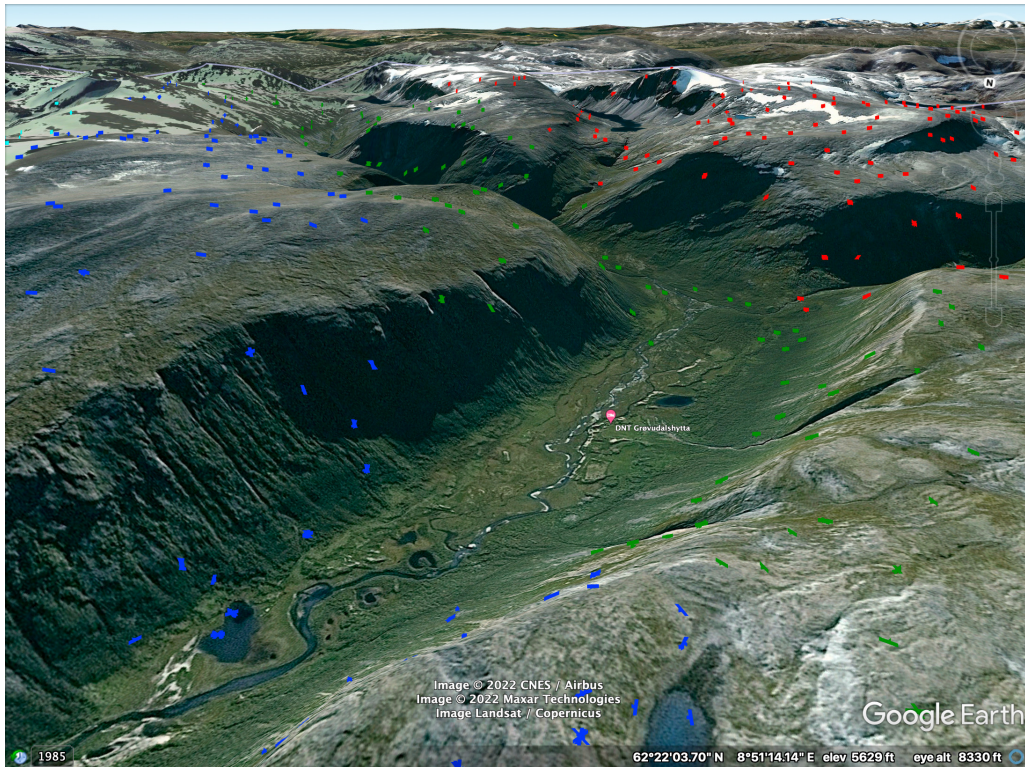 N
DNT Grøvudalshytta
Image © 2022 CNES / Airbus
Image © 2022 Maxar Technologies
Image Landsat / Copernicus
Google Earth
1985
62°22'03.70" N 8°51'14.14" E elev 5629 ft eye alt 8330 ft